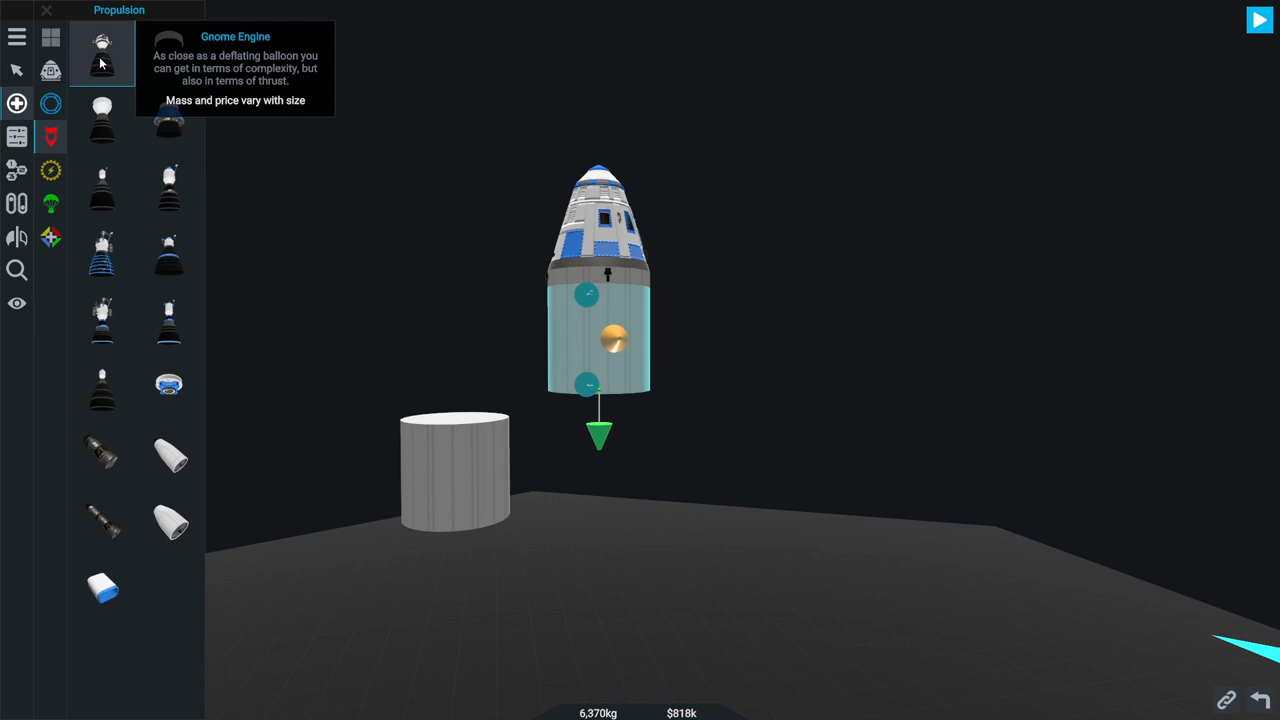 Propulsion
Gnome Engine
As close as a deflating balloon you
can get in terms of complexity, but
also in terms of thrust.
Mass and price vary with size
6,370kg
$818k